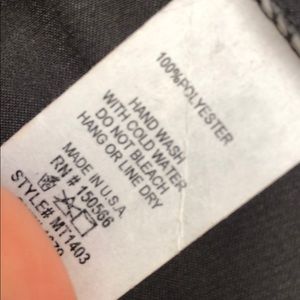 100%POLYESTER
HAND WASH
WITH COLD WATER
DO NOT BLEACH
HANG OR LINE DRY
MADE IN U.S.A.
RN # 150566
STYLE# MT1403